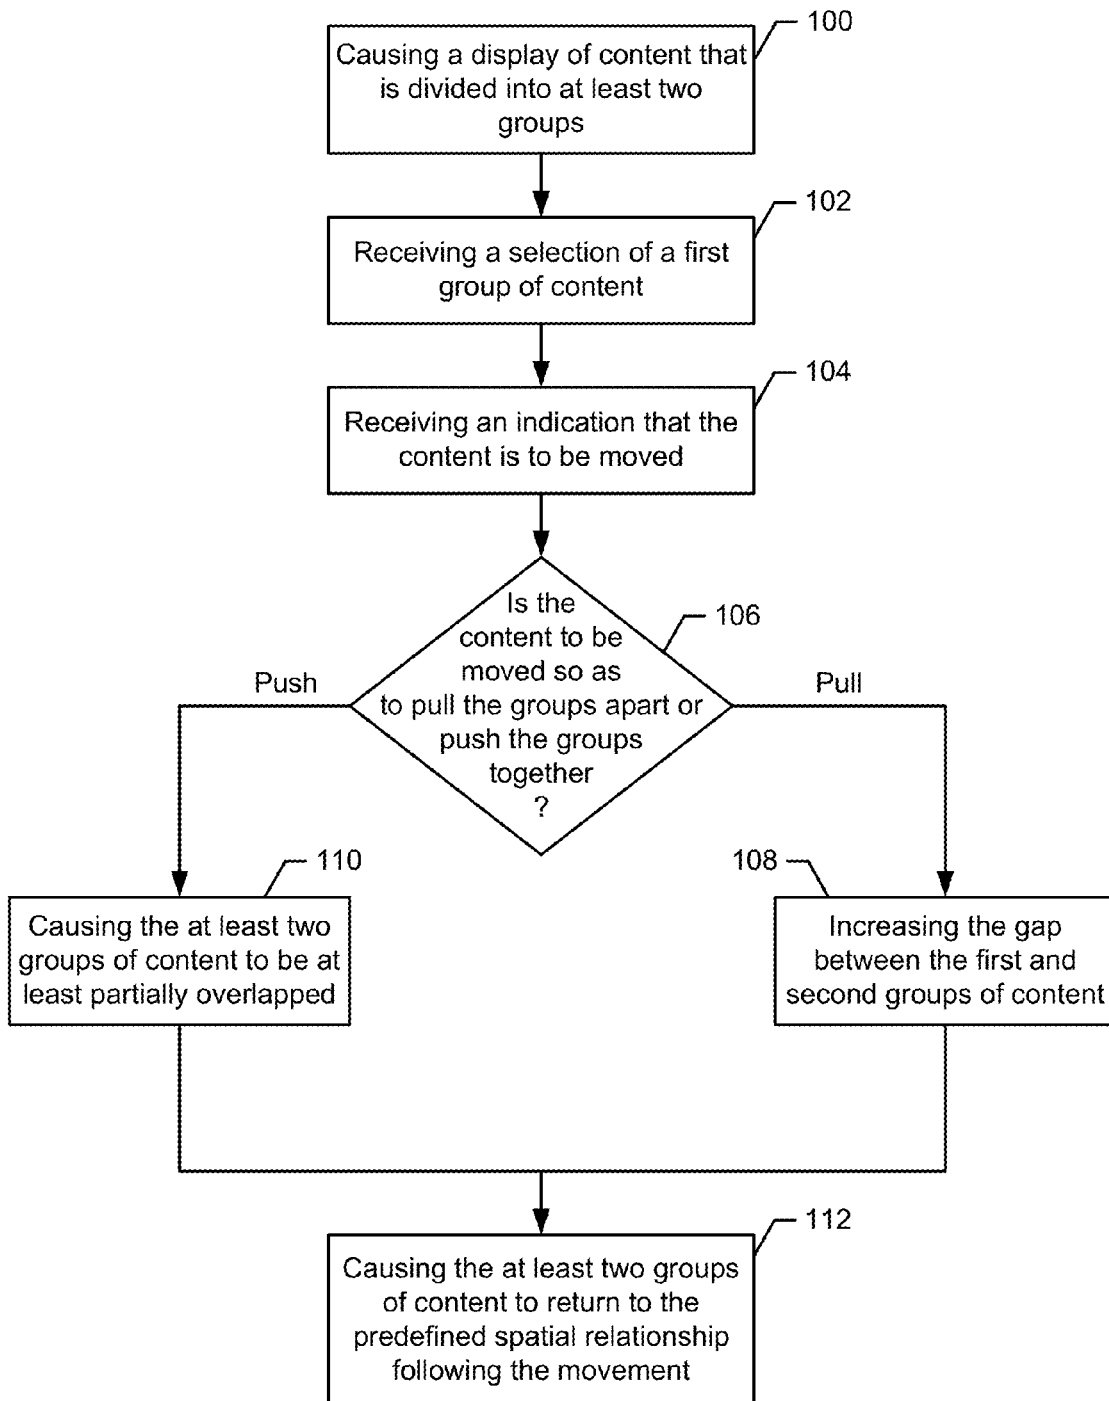 100
Causing a display of content that
is divided into at least two
groups
102
Receiving a selection of a first
group of content
104
Receiving an indication that the
content is to be moved
106
Is the
content to be
moved so as
to pull the groups apart or
push the groups
together
?
Push
Pull
110
Causing the at least two
groups of content to be at
least partially overlapped
108
Increasing the gap
between the first and
second groups of content
112
Causing the at least two groups
of content to return to the
predefined spatial relationship
following the movement